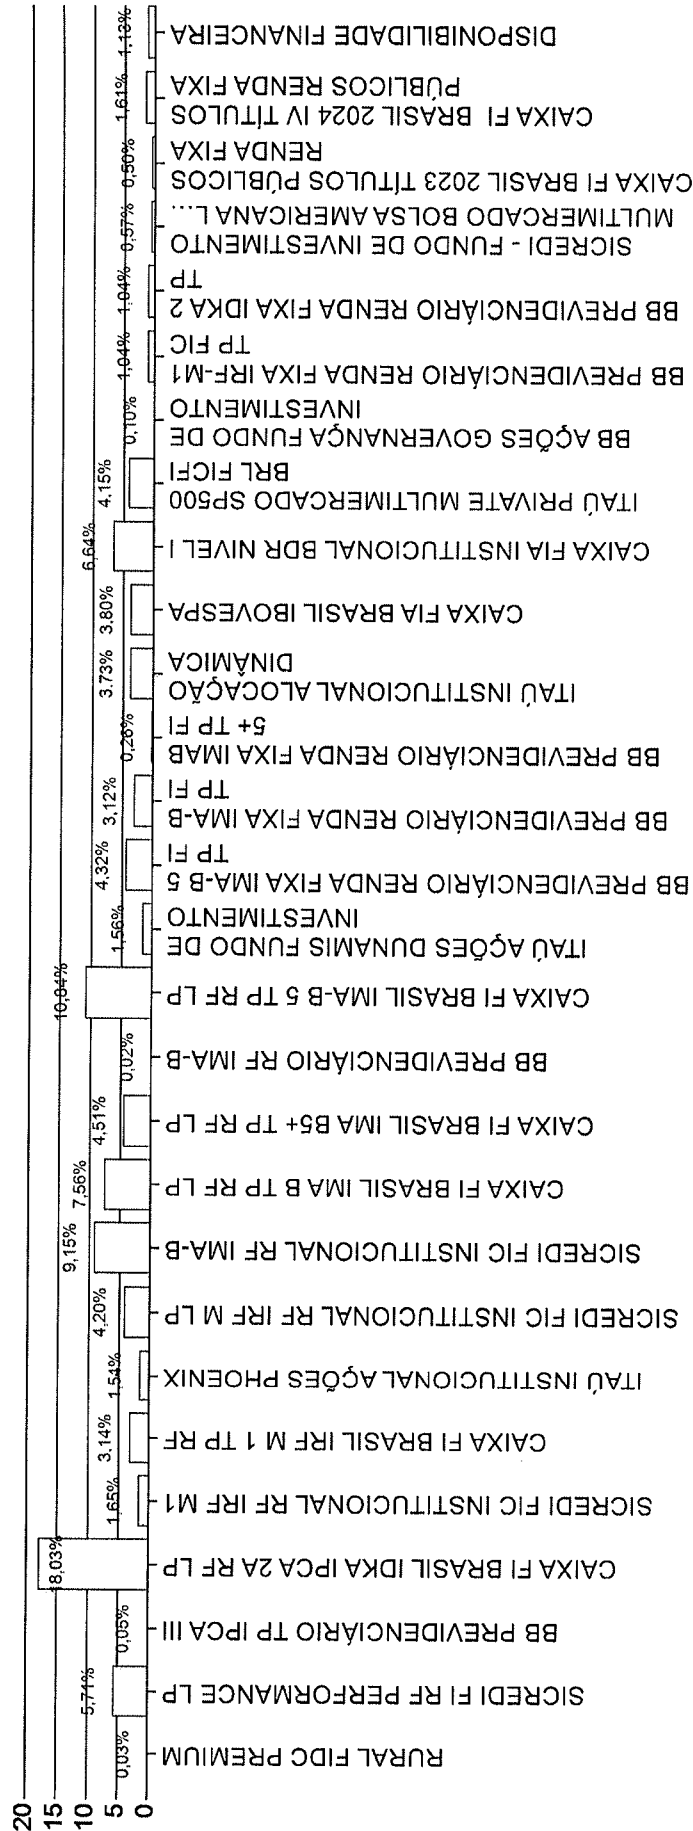 20
15
10
5
0
0,03%
5,71%
0,05%
18,03%
1,65%
3,14%
1,54%
4,20%
9,15%
7,56%
4,51%
0,02%
10,84%
1,56%
4,32%
3,12%
0,26%
3,73%
3,80%
6,64%
4,15%
0,10%
1,04%
1,04%
0,57%
0,50%
1,61%
1,13%
RURAL FIDC PREMIUM
SICREDI FI RF PERFORMANCE LP
BB PREVIDENCIÁRIO TP IPCA III
CAIXA FI BRASIL IDKA IPCA 2A RF LP
SICREDI FIC INSTITUCIONAL RF IRF M1
CAIXA FI BRASIL IRF M 1 TP RF
ITAÚ INSTITUCIONAL AÇÕES PHOENIX
SICREDI FIC INSTITUCIONAL RF IRF M LP
SICREDI FIC INSTITUCIONAL RF IMA-B
CAIXA FI BRASIL IMA B TP RF LP
CAIXA FI BRASIL IMA B5+ TP RF LP
BB PREVIDENCIÁRIO RF IMA-B
CAIXA FI BRASIL IMA-B 5 TP RF LP
ITAÚ AÇÕES DUNAMIS FUNDO DE
INVESTIMENTO
BB PREVIDENCIÁRIO RENDA FIXA IMA-B 5
TP FI
BB PREVIDENCIÁRIO RENDA FIXA IMA-B
TP FI
BB PREVIDENCIÁRIO RENDA FIXA IMAB
5+ TP FI
ITAÚ INSTITUCIONAL ALOCAÇÃO
DINÂMICA
CAIXA FIA BRASIL IBOVESPA
CAIXA FIA INSTITUCIONAL BDR NIVEL I
ITAÚ PRIVATE MULTIMERCADO SP500
BRL FICFI
BB AÇÕES GOVERNANÇA FUNDO DE
INVESTIMENTO
BB PREVIDENCIÁRIO RENDA FIXA IRF-M1
TP FIC
BB PREVIDENCIÁRIO RENDA FIXA IDKA 2
TP
SICREDI - FUNDO DE INVESTIMENTO
MULTIMERCADO BOLSA AMERICANA L....
CAIXA FI BRASIL 2023 TÍTULOS PÚBLICOS
RENDA FIXA
CAIXA FI BRASIL 2024 IV TÍTULOS
PÚBLICOS RENDA FIXA
DISPONIBILIDADE FINANCEIRA